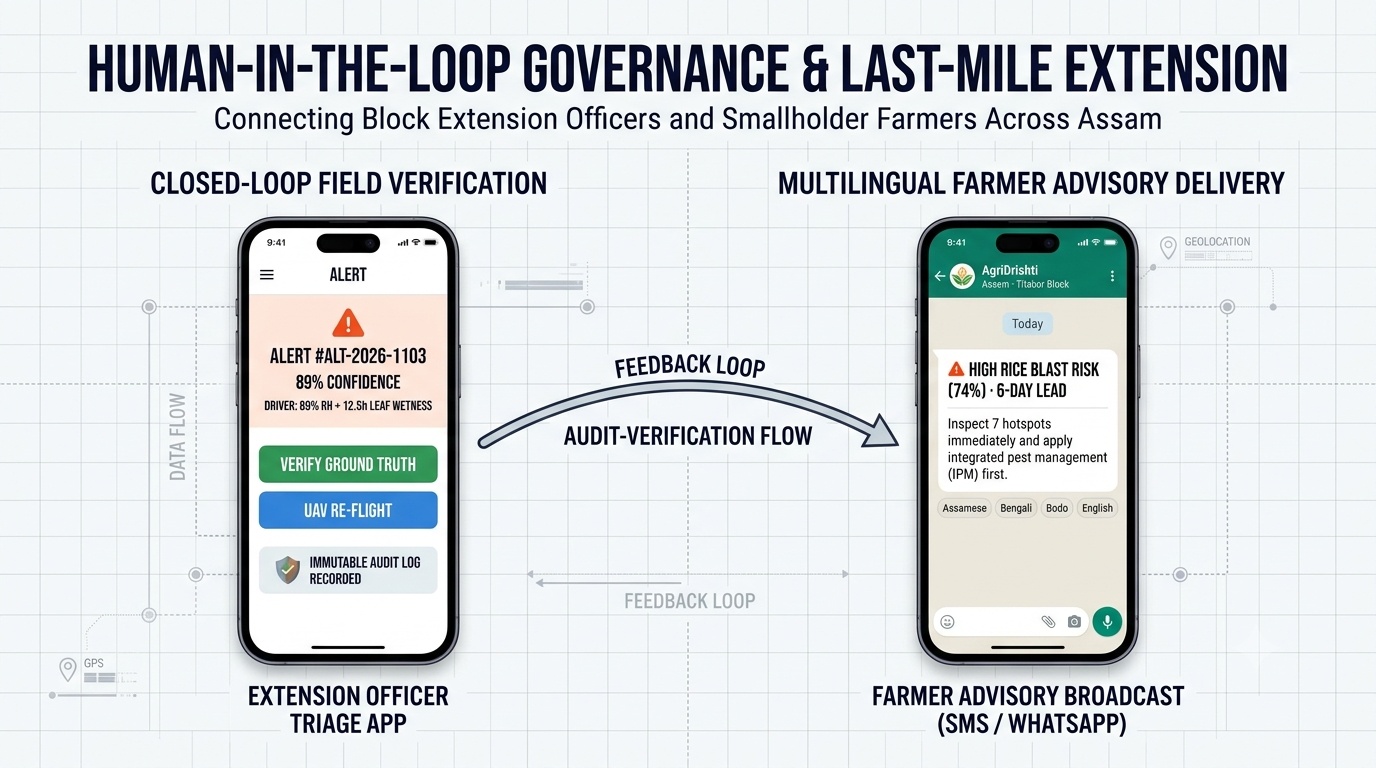 HUMAN-IN-THE-LOOP GOVERNANCE & LAST-MILE EXTENSION
Connecting Block Extension Officers and Smallholder Farmers Across Assam
CLOSED-LOOP FIELD VERIFICATION
9:41
ALERT
ALERT #ALT-2026-1103
89% CONFIDENCE
DRIVER: 89% RH + 12.5h LEAF WETNESS
VERIFY GROUND TRUTH
UAV RE-FLIGHT
IMMUTABLE AUDIT LOG
RECORDED
DATA FLOW
GPS
EXTENSION OFFICER
TRIAGE APP
FEEDBACK LOOP
AUDIT-VERIFICATION FLOW
FEEDBACK LOOP
MULTILINGUAL FARMER ADVISORY DELIVERY
GEOLOCATION
9:41
AgriDrishti
Assem - Titabor Block
Today
HIGH RICE BLAST RISK
(74%) · 6-DAY LEAD
Inspect 7 hotspots
immediately and apply
integrated pest management
(IPM) first.
Assamese Bengali Bodo English
FARMER ADVISORY BROADCAST
(SMS / WHATSAPP)